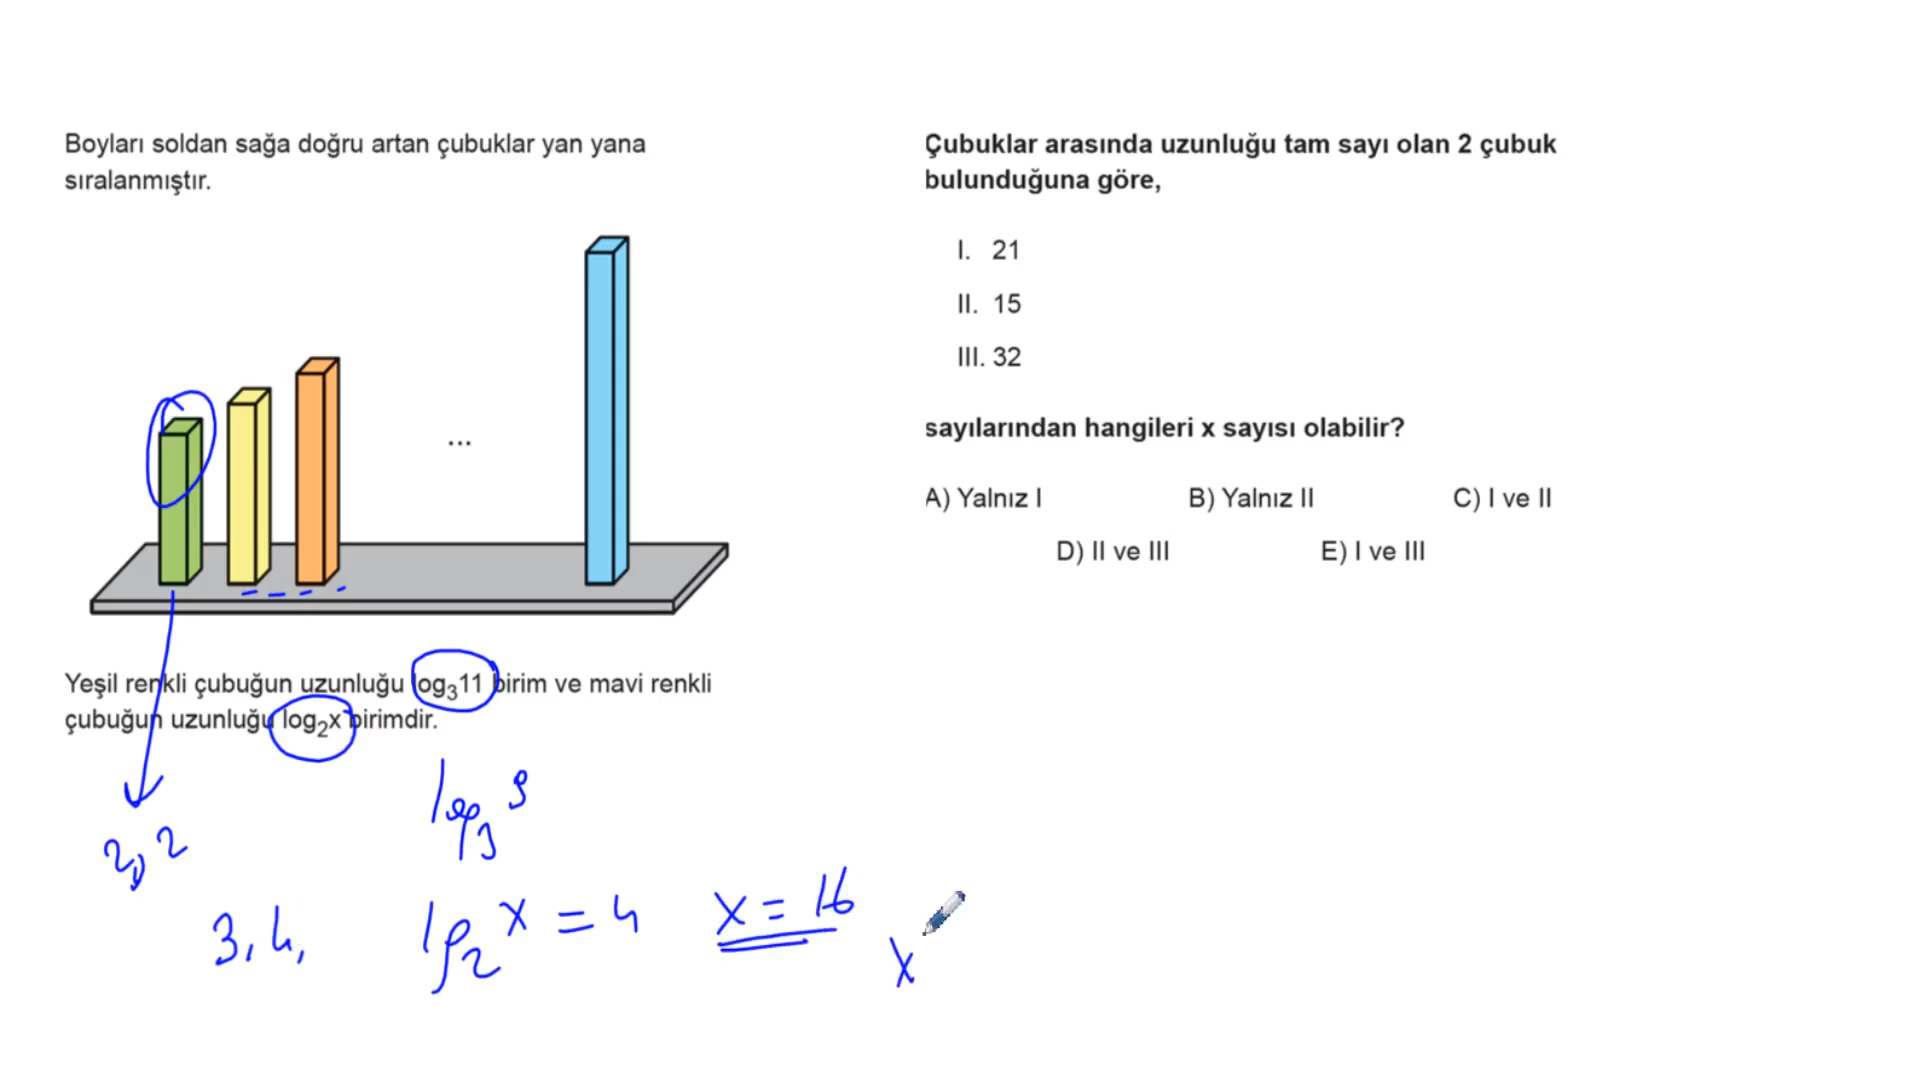 Boyları soldan sağa doğru artan çubuklar yan yana
sıralanmıştır.
...
Yeşil renkli çubuğun uzunluğu log₃11 birim ve mavi renkli
çubuğun uzunluğu log₂x birimdir.
log₃ 9
2,2
3, 4,
log₂ x = 4
x = 16
x
Çubuklar arasında uzunluğu tam sayı olan 2 çubuk
bulunduğuna göre,
I. 21
II. 15
III. 32
sayılarından hangileri x sayısı olabilir?
A) Yalnız I B) Yalnız II C) I ve II
D) II ve III E) I ve III